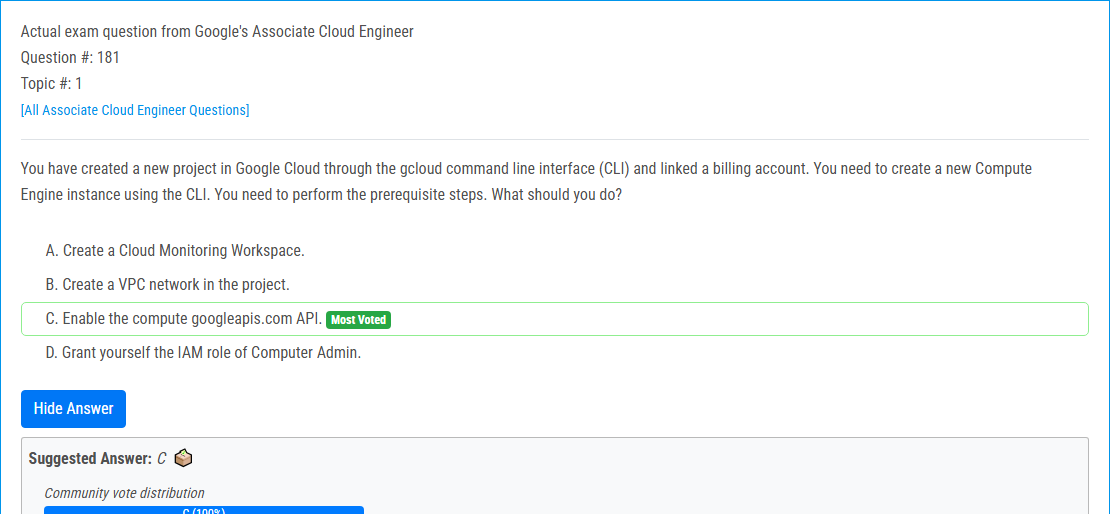 Actual exam question from Google's Associate Cloud Engineer
Question #: 181
Topic #: 1
[All Associate Cloud Engineer Questions]
You have created a new project in Google Cloud through the gcloud command line interface (CLI) and linked a billing account. You need to create a new Compute
Engine instance using the CLI. You need to perform the prerequisite steps. What should you do?
A. Create a Cloud Monitoring Workspace.
B. Create a VPC network in the project.
C. Enable the compute googleapis.com API. Most Voted
D. Grant yourself the IAM role of Computer Admin.
Hide Answer
Suggested Answer: C
Community vote distribution
C (100%)